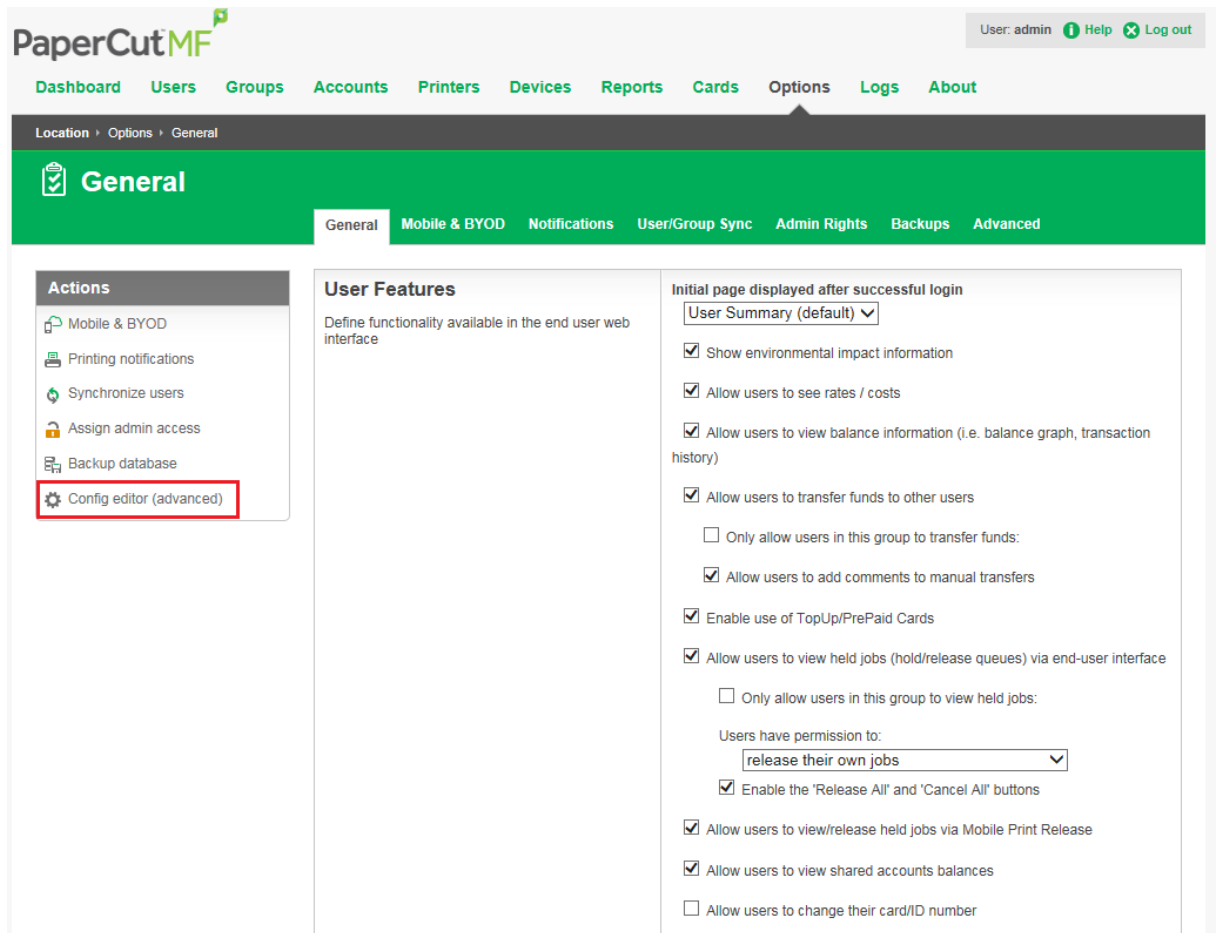 PaperCut MF
User: admin Help Log out
Dashboard Users Groups Accounts Printers Devices Reports Cards Options Logs About
Location Options General
General
General Mobile & BYOD Notifications User/Group Sync Admin Rights Backups Advanced
Actions
Mobile & BYOD
Printing notifications
Synchronize users
Assign admin access
Backup database
Config editor (advanced)
User Features
Define functionality available in the end user web
interface
Initial page displayed after successful login
User Summary (default)
Show environmental impact information
Allow users to see rates / costs
Allow users to view balance information (i.e. balance graph, transaction
history)
Allow users to transfer funds to other users
Only allow users in this group to transfer funds:
Allow users to add comments to manual transfers
Enable use of TopUp/PrePaid Cards
Allow users to view held jobs (hold/release queues) via end-user interface
Only allow users in this group to view held jobs:
Users have permission to:
release their own jobs
Enable the 'Release All' and 'Cancel All' buttons
Allow users to view/release held jobs via Mobile Print Release
Allow users to view shared accounts balances
Allow users to change their card/ID number